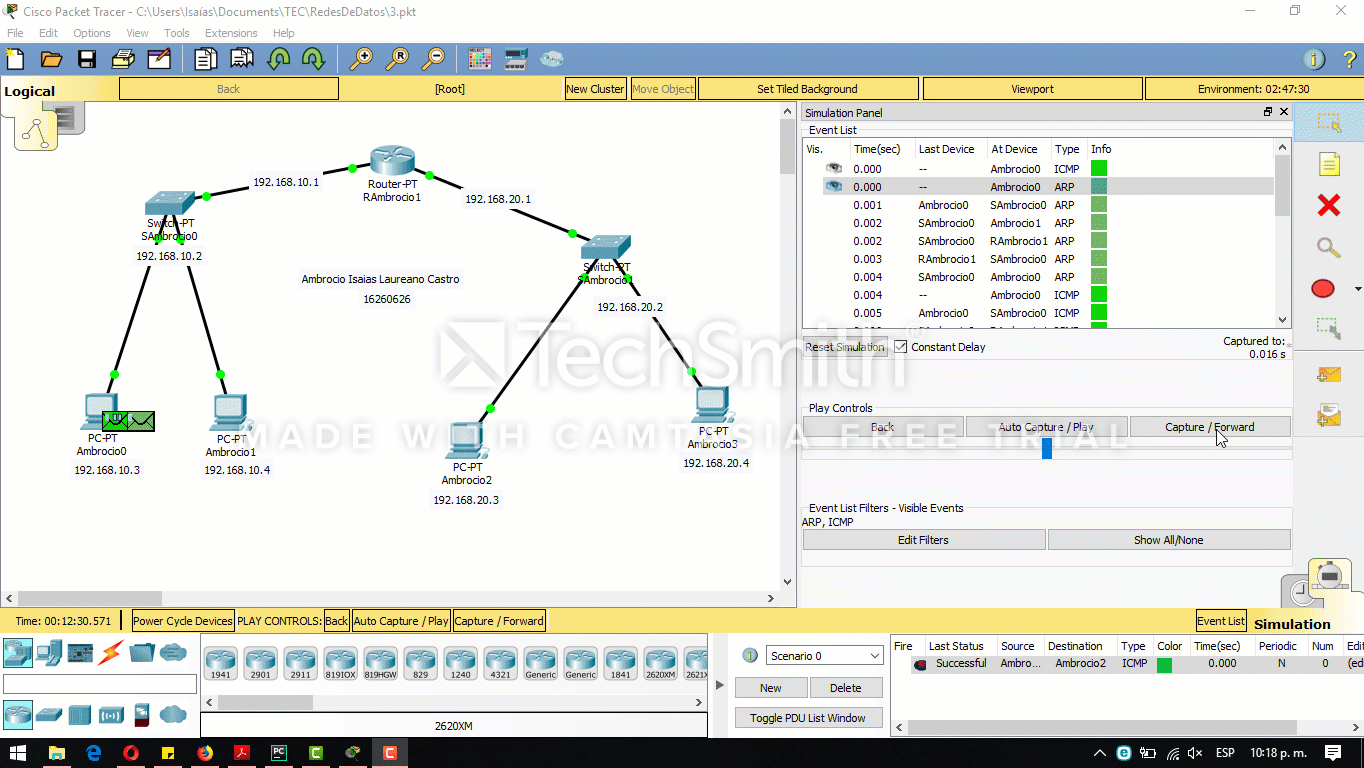 Cisco Packet Tracer - C:\Users\Isaías\Documents\TEC\RedesDeDatos\3.pkt
File Edit Options View Tools Extensions Help
Logical Back [Root] New Cluster Move Object Set Tiled Background Viewport Environment: 02:47:30
192.168.10.1
Router-PT
RAmbrocio1
192.168.20.1
Switch-PT
SAmbrocio0
192.168.10.2
Switch-PT
SAmbrocio1
192.168.20.2
Ambrocio Isaias Laureano Castro
16260626
PC-PT
Ambrocio0
192.168.10.3
PC-PT
Ambrocio1
192.168.10.4
PC-PT
Ambrocio2
192.168.20.3
PC-PT
Ambrocio3
192.168.20.4
TechSmith®
MADE WITH CAMTASIA FREE TRIAL
Simulation Panel
Event List
Vis. Time(sec) Last Device At Device Type Info
0.000 -- Ambrocio0 ICMP
0.000 -- Ambrocio0 ARP
0.001 Ambrocio0 SAmbrocio0 ARP
0.002 SAmbrocio0 Ambrocio1 ARP
0.002 SAmbrocio0 RAmbrocio1 ARP
0.003 RAmbrocio1 SAmbrocio0 ARP
0.004 SAmbrocio0 Ambrocio0 ARP
0.004 -- Ambrocio0 ICMP
0.005 Ambrocio0 SAmbrocio0 ICMP
Reset Simulation Constant Delay Captured to:
0.016 s
Play Controls
Back Auto Capture / Play Capture / Forward
Event List Filters - Visible Events
ARP, ICMP
Edit Filters Show All/None
Time: 00:12:30.571 Power Cycle Devices PLAY CONTROLS: Back Auto Capture / Play Capture / Forward Event List Simulation
1941 2901 2911 819IOX 819HGW 829 1240 4321 Generic Generic 1841 2620XM 2621X
2620XM
Scenario 0
New Delete
Toggle PDU List Window
Fire Last Status Source Destination Type Color Time(sec) Periodic Num Edit
Successful Ambro... Ambrocio2 ICMP 0.000 N 0 (ed
ESP 10:18 p. m.